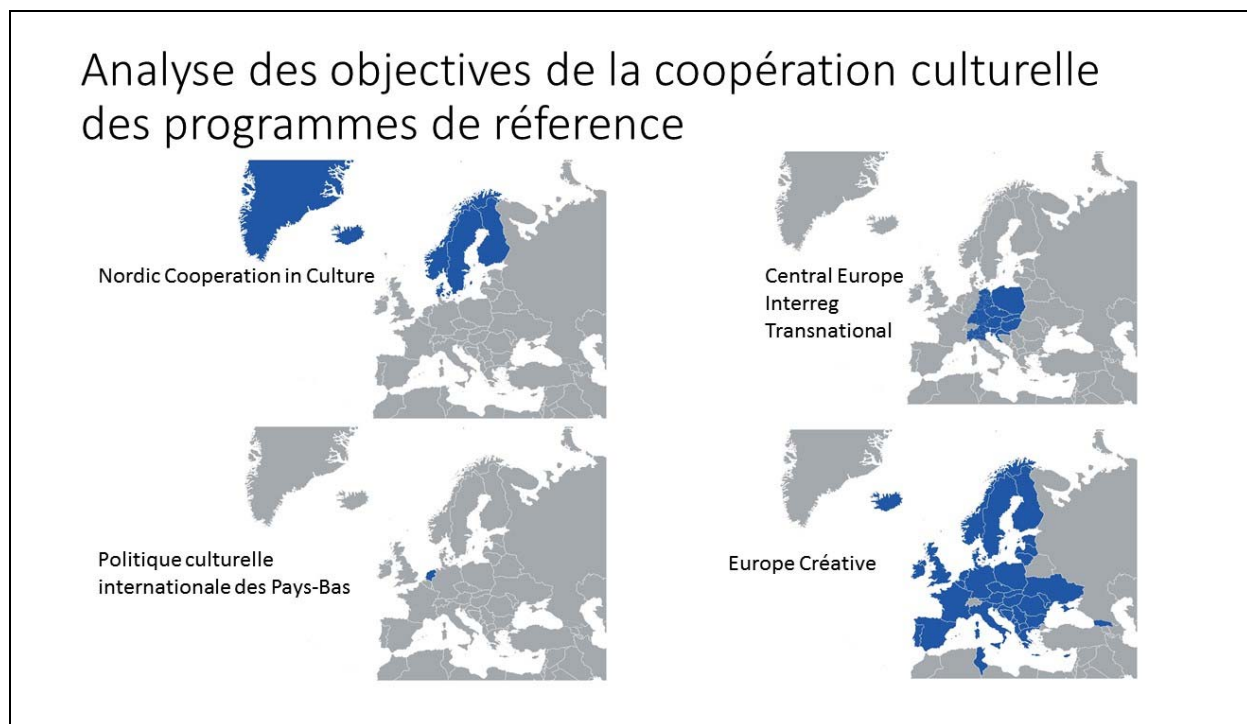 Analyse des objectives de la coopération culturelle
des programmes de réference
Nordic Cooperation in Culture
Central Europe
Interreg
Transnational
Politique culturelle
internationale des Pays-Bas
Europe Créative